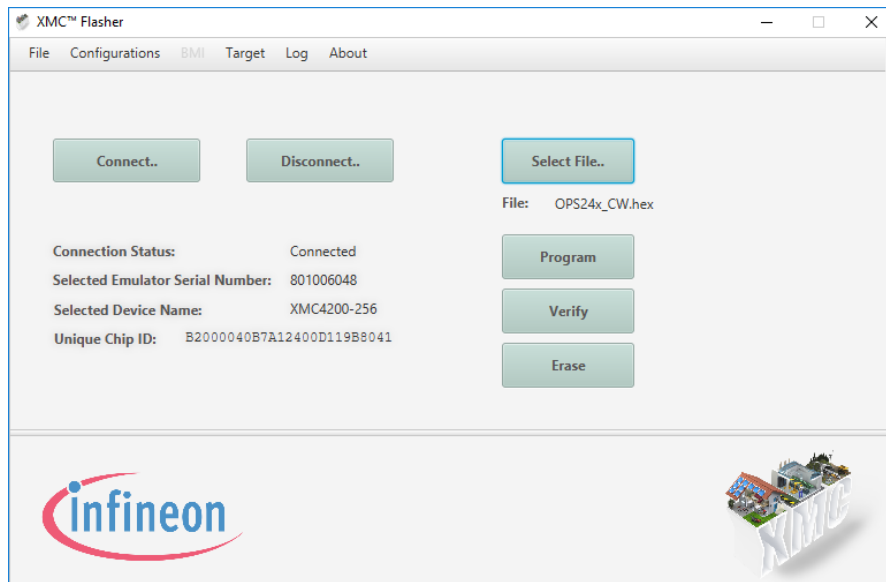 XMC™ Flasher
File Configurations BMI Target Log About
Connect..
Disconnect..
Select File..
File: OPS24x_CW.hex
Connection Status: Connected
Selected Emulator Serial Number: 801006048
Selected Device Name: XMC4200-256
Unique Chip ID: B2000040B7A12400D119B8041
Program
Verify
Erase
infineon
XMC